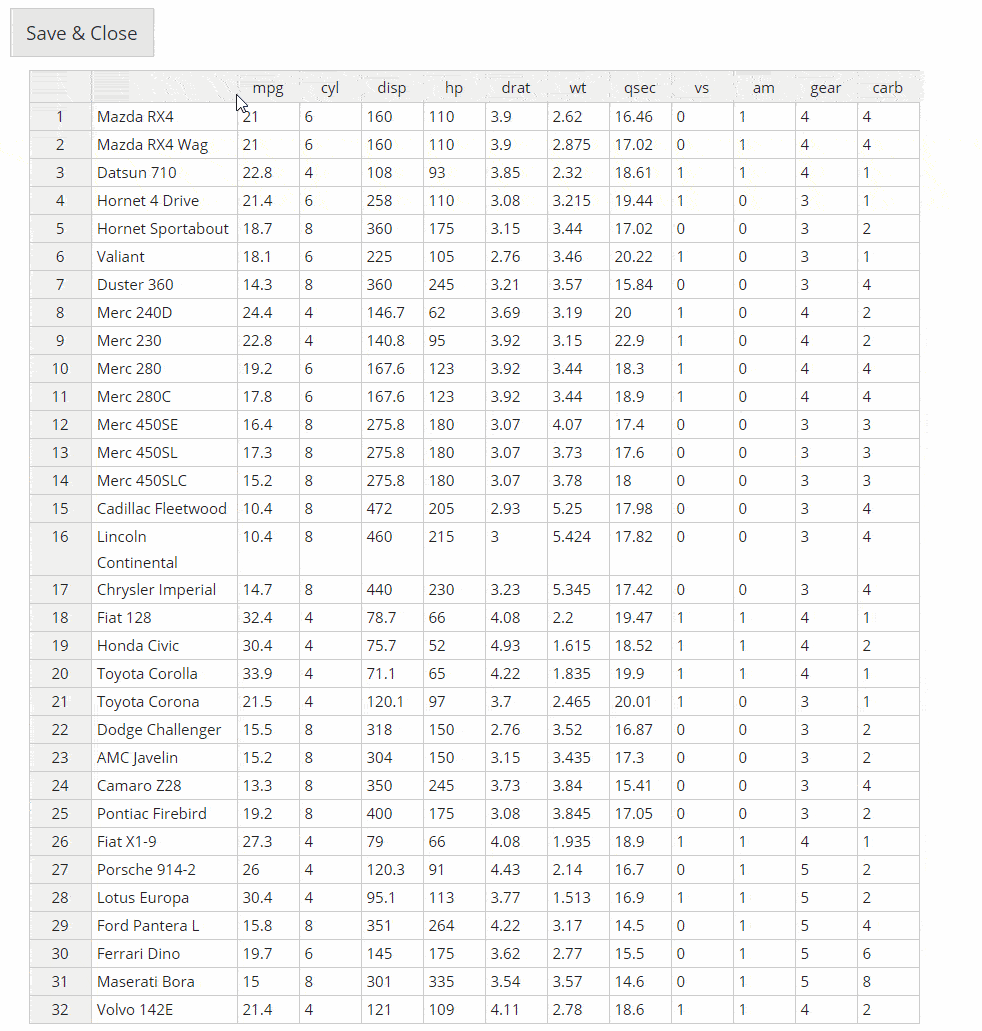 Save & Close
mpg cyl disp hp drat wt qsec vs am gear carb
1 Mazda RX4 21 6 160 110 3.9 2.62 16.46 0 1 4 4
2 Mazda RX4 Wag 21 6 160 110 3.9 2.875 17.02 0 1 4 4
3 Datsun 710 22.8 4 108 93 3.85 2.32 18.61 1 1 4 1
4 Hornet 4 Drive 21.4 6 258 110 3.08 3.215 19.44 1 0 3 1
5 Hornet Sportabout 18.7 8 360 175 3.15 3.44 17.02 0 0 3 2
6 Valiant 18.1 6 225 105 2.76 3.46 20.22 1 0 3 1
7 Duster 360 14.3 8 360 245 3.21 3.57 15.84 0 0 3 4
8 Merc 240D 24.4 4 146.7 62 3.69 3.19 20 1 0 4 2
9 Merc 230 22.8 4 140.8 95 3.92 3.15 22.9 1 0 4 2
10 Merc 280 19.2 6 167.6 123 3.92 3.44 18.3 1 0 4 4
11 Merc 280C 17.8 6 167.6 123 3.92 3.44 18.9 1 0 4 4
12 Merc 450SE 16.4 8 275.8 180 3.07 4.07 17.4 0 0 3 3
13 Merc 450SL 17.3 8 275.8 180 3.07 3.73 17.6 0 0 3 3
14 Merc 450SLC 15.2 8 275.8 180 3.07 3.78 18 0 0 3 3
15 Cadillac Fleetwood 10.4 8 472 205 2.93 5.25 17.98 0 0 3 4
16 Lincoln 10.4 8 460 215 3 5.424 17.82 0 0 3 4
Continental
17 Chrysler Imperial 14.7 8 440 230 3.23 5.345 17.42 0 0 3 4
18 Fiat 128 32.4 4 78.7 66 4.08 2.2 19.47 1 1 4 1
19 Honda Civic 30.4 4 75.7 52 4.93 1.615 18.52 1 1 4 2
20 Toyota Corolla 33.9 4 71.1 65 4.22 1.835 19.9 1 1 4 1
21 Toyota Corona 21.5 4 120.1 97 3.7 2.465 20.01 1 0 3 1
22 Dodge Challenger 15.5 8 318 150 2.76 3.52 16.87 0 0 3 2
23 AMC Javelin 15.2 8 304 150 3.15 3.435 17.3 0 0 3 2
24 Camaro Z28 13.3 8 350 245 3.73 3.84 15.41 0 0 3 4
25 Pontiac Firebird 19.2 8 400 175 3.08 3.845 17.05 0 0 3 2
26 Fiat X1-9 27.3 4 79 66 4.08 1.935 18.9 1 1 4 1
27 Porsche 914-2 26 4 120.3 91 4.43 2.14 16.7 0 1 5 2
28 Lotus Europa 30.4 4 95.1 113 3.77 1.513 16.9 1 1 5 2
29 Ford Pantera L 15.8 8 351 264 4.22 3.17 14.5 0 1 5 4
30 Ferrari Dino 19.7 6 145 175 3.62 2.77 15.5 0 1 5 6
31 Maserati Bora 15 8 301 335 3.54 3.57 14.6 0 1 5 8
32 Volvo 142E 21.4 4 121 109 4.11 2.78 18.6 1 1 4 2